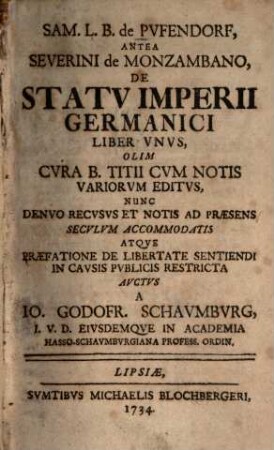 SAM. L. B. de PVFENDORF,
ANTEA
SEVERINI de MONZAMBANO,
DE
STATV IMPERII
GERMANICI
LIBER VNVS,
OLIM
CVRA B. TITII CVM NOTIS
VARIORVM EDITVS,
NUNC
DENVO RECVSVS ET NOTIS AD PRÆSENS
SECVLVM ACCOMMODATIS
ATQVE
PRÆFATIONE DE LIBERTATE SENTIENDI
IN CAVSIS PVBLICIS RESTRICTA
AVCTVS
A
IO. GODOFR. SCHAVMBVRG,
I. V. D. EIVSDEMQVE IN ACADEMIA
HASSO-SCHAVMBVRGIANA PROFESS. ORDIN.
LIPSIÆ,
SVMTIBVS MICHAELIS BLOCHBERGERI,
1734.